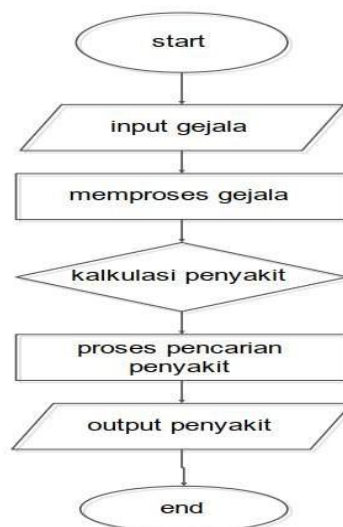 start
input gejala
memproses gejala
kalkulasi penyakit
proses pencarian
penyakit
output penyakit
end